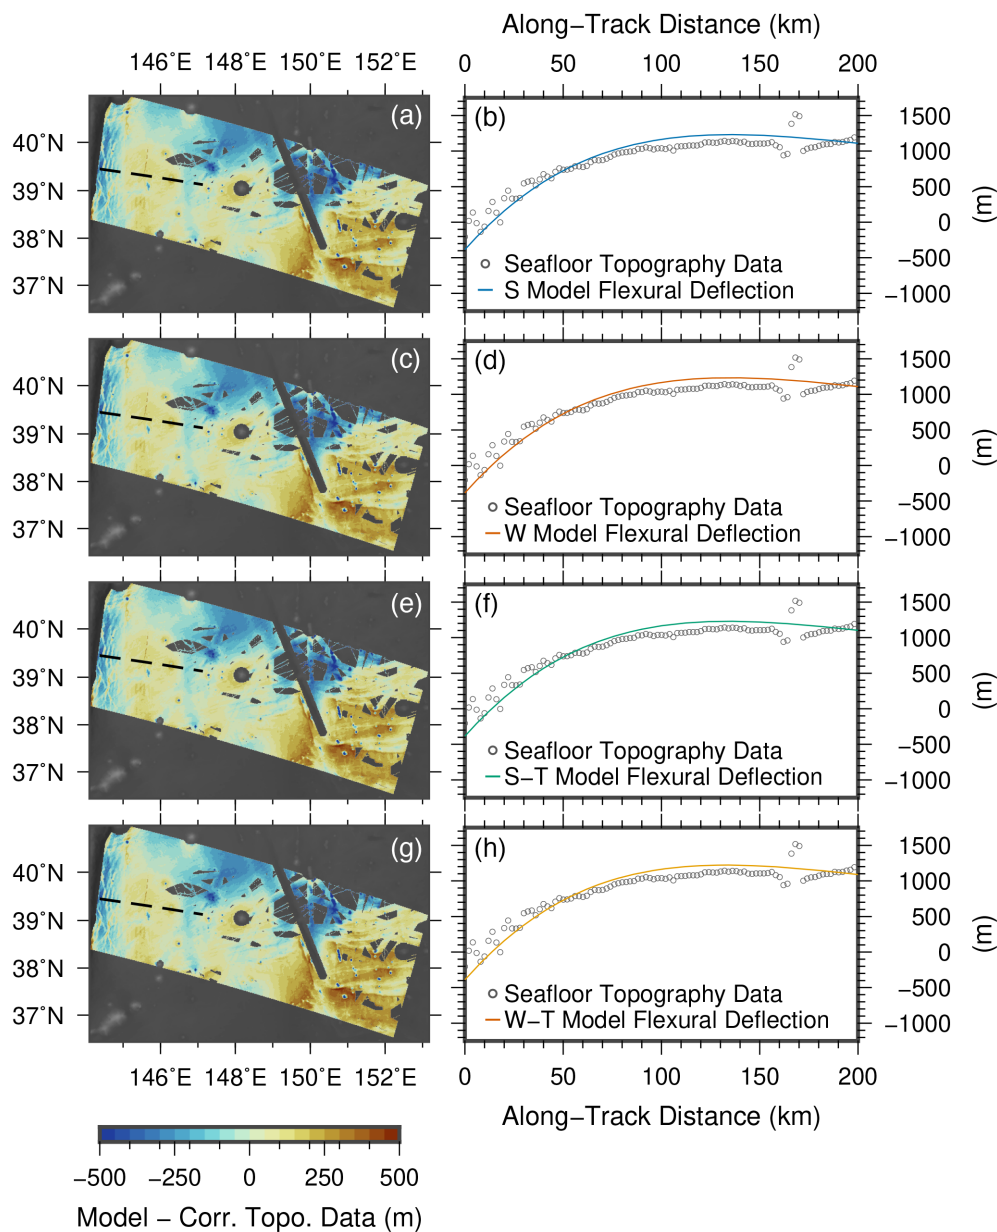 Along−Track Distance (km)
146˚E 148˚E 150˚E 152˚E
0 50 100 150 200
(a)
40˚N
39˚N
38˚N
37˚N
(b)
1500
1000
500
0
−500
−1000
(m)
Seafloor Topography Data
S Model Flexural Deflection
(c)
40˚N
39˚N
38˚N
37˚N
(d)
1500
1000
500
0
−500
−1000
(m)
Seafloor Topography Data
W Model Flexural Deflection
(e)
40˚N
39˚N
38˚N
37˚N
(f)
1500
1000
500
0
−500
−1000
(m)
Seafloor Topography Data
S−T Model Flexural Deflection
(g)
40˚N
39˚N
38˚N
37˚N
(h)
1500
1000
500
0
−500
−1000
(m)
Seafloor Topography Data
W−T Model Flexural Deflection
146˚E 148˚E 150˚E 152˚E
0 50 100 150 200
Along−Track Distance (km)
−500 −250 0 250 500
Model − Corr. Topo. Data (m)